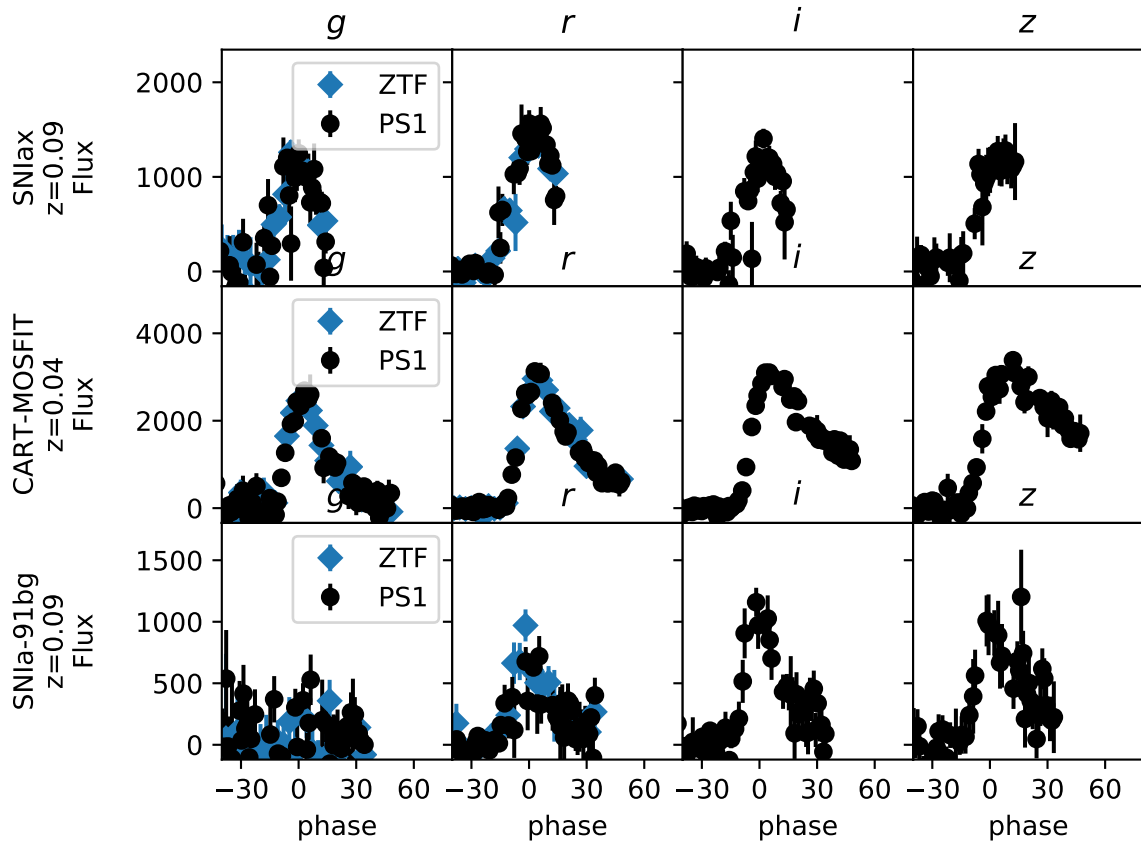 g r i z
SNIax
z=0.09
Flux
2000
1000
0
ZTF
PS1
g r i z
CART-MOSFIT
z=0.04
Flux
4000
2000
0
ZTF
PS1
g r i z
SNIa-91bg
z=0.09
Flux
1500
1000
500
0
ZTF
PS1
−30 0 30 60 −30 0 30 60 −30 0 30 60 −30 0 30 60
phase phase phase phase